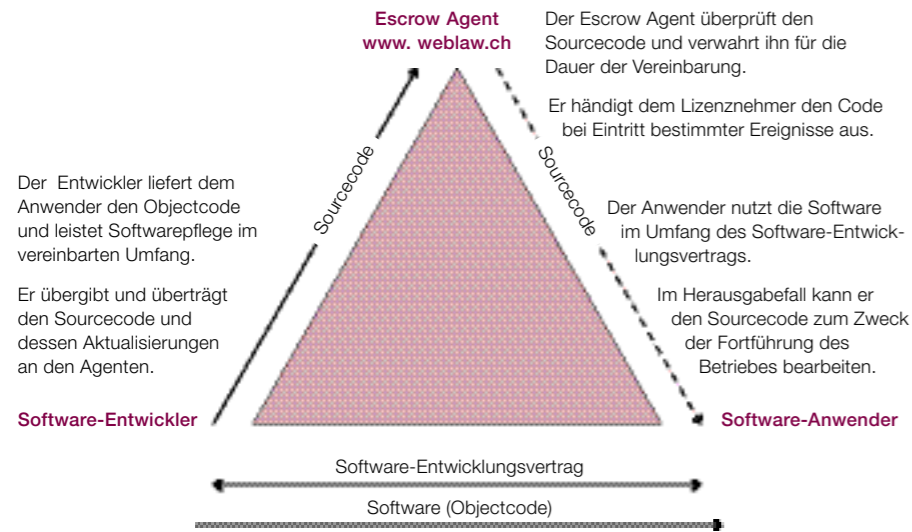 Escrow Agent
www. weblaw.ch
Der Escrow Agent überprüft den
Sourcecode und verwahrt ihn für die
Dauer der Vereinbarung.
Er händigt dem Lizenznehmer den Code
bei Eintritt bestimmter Ereignisse aus.
Sourcecode
Sourcecode
Der Entwickler liefert dem
Anwender den Objectcode
und leistet Softwarepflege im
vereinbarten Umfang.
Er übergibt und überträgt
den Sourcecode und
dessen Aktualisierungen
an den Agenten.
Der Anwender nutzt die Software
im Umfang des Software-Entwick-
lungsvertrags.
Im Herausgabefall kann er
den Sourcecode zum Zweck
der Fortführung des
Betriebes bearbeiten.
Software-Entwickler
Software-Anwender
Software-Entwicklungsvertrag
Software (Objectcode)